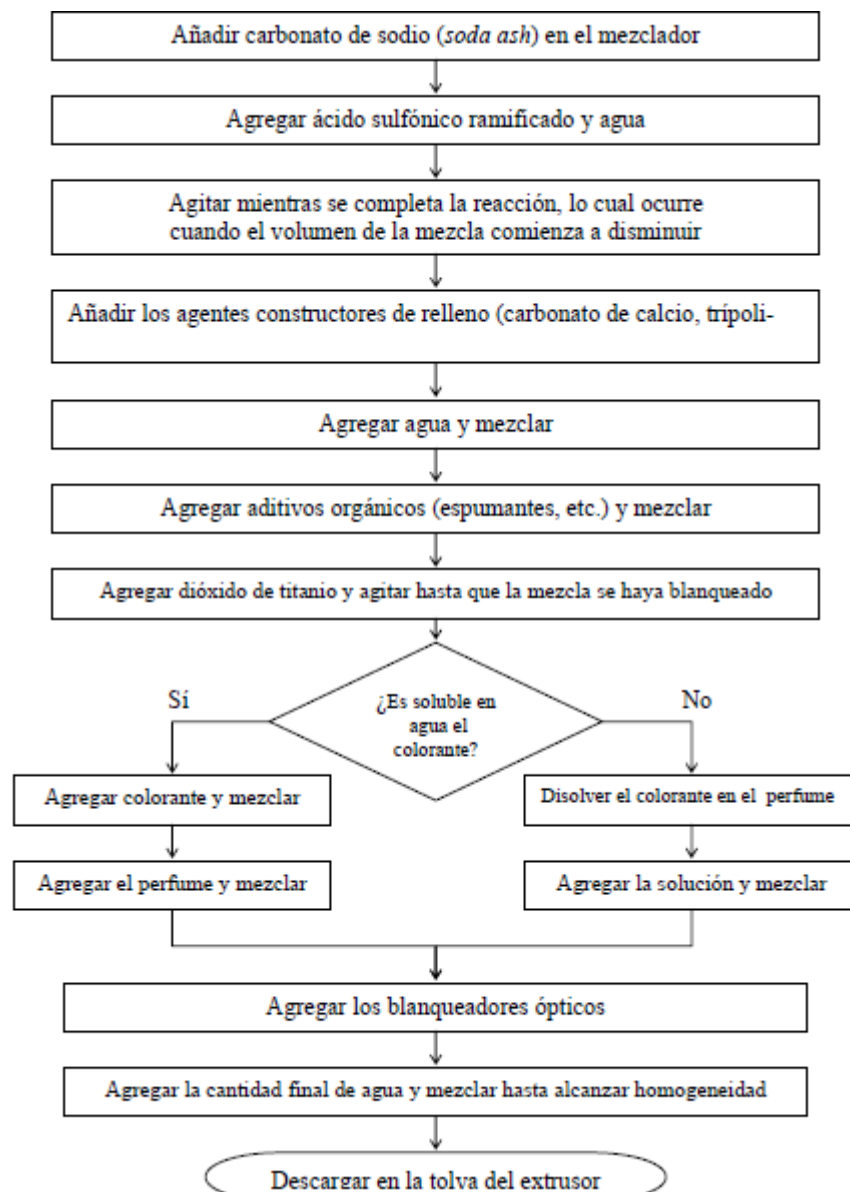 Añadir carbonato de sodio (soda ash) en el mezclador
Agregar ácido sulfónico ramificado y agua
Agitar mientras se completa la reacción, lo cual ocurre
cuando el volumen de la mezcla comienza a disminuir
Añadir los agentes constructores de relleno (carbonato de calcio, trípoli-
Agregar agua y mezclar
Agregar aditivos orgánicos (espumantes, etc.) y mezclar
Agregar dióxido de titanio y agitar hasta que la mezcla se haya blanqueado
¿Es soluble en
agua el
colorante?
Sí
No
Agregar colorante y mezclar
Disolver el colorante en el perfume
Agregar el perfume y mezclar
Agregar la solución y mezclar
Agregar los blanqueadores ópticos
Agregar la cantidad final de agua y mezclar hasta alcanzar homogeneidad
Descargar en la tolva del extrusor